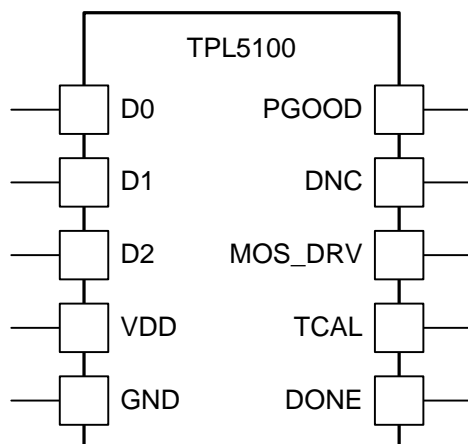 TPL5100
D0 PGOOD
D1 DNC
D2 MOS_DRV
VDD TCAL
GND DONE